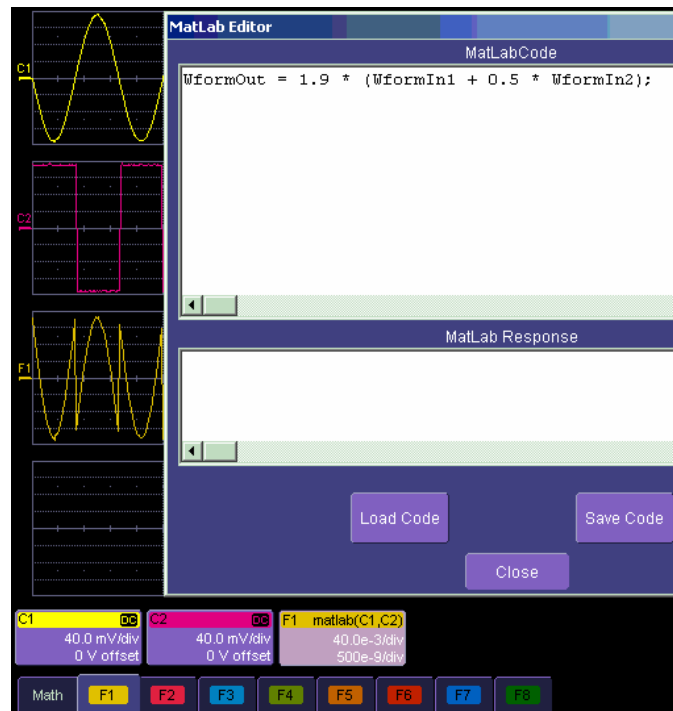 MatLab Editor
MatLabCode
C1
WformOut = 1.9 * (WformIn1 + 0.5 * WformIn2);
C2
MatLab Response
F1
Load Code
Save Code
Close
C1 DC
40.0 mV/div
0 V offset
C2 DC
40.0 mV/div
0 V offset
F1 matlab(C1,C2)
40.0e-3/div
500e-9/div
Math F1 F2 F3 F4 F5 F6 F7 F8